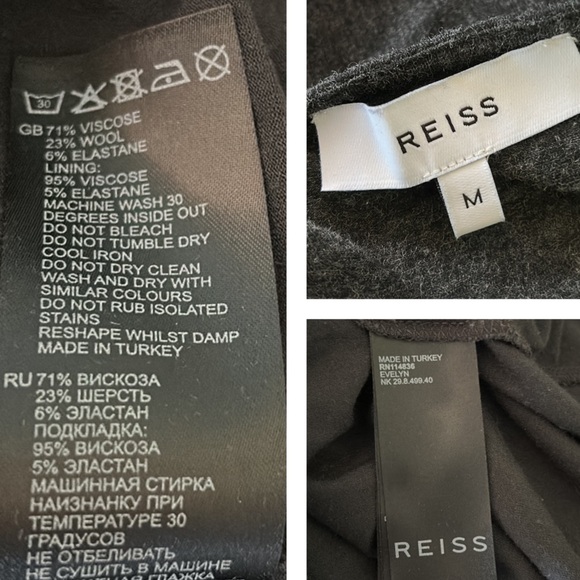 30
GB 71% VISCOSE
23% WOOL
6% ELASTANE
LINING:
95% VISCOSE
5% ELASTANE
MACHINE WASH 30
DEGREES INSIDE OUT
DO NOT BLEACH
DO NOT TUMBLE DRY
COOL IRON
DO NOT DRY CLEAN
WASH AND DRY WITH
SIMILAR COLOURS
DO NOT RUB ISOLATED
STAINS
RESHAPE WHILST DAMP
MADE IN TURKEY
RU 71% ВИСКОЗА
23% ШЕРСТЬ
6% ЭЛАСТАН
ПОДКЛАДКА:
95% ВИСКОЗА
5% ЭЛАСТАН
МАШИННАЯ СТИРКА
НАИЗНАНКУ ПРИ
ТЕМПЕРАТУРЕ 30
ГРАДУСОВ
НЕ ОТБЕЛИВАТЬ
НЕ СУШИТЬ В МАШИНЕ
ГЛАЖКА
REISS
M
MADE IN TURKEY
RN114836
EVELYN
NK 29.8.499.40
REISS